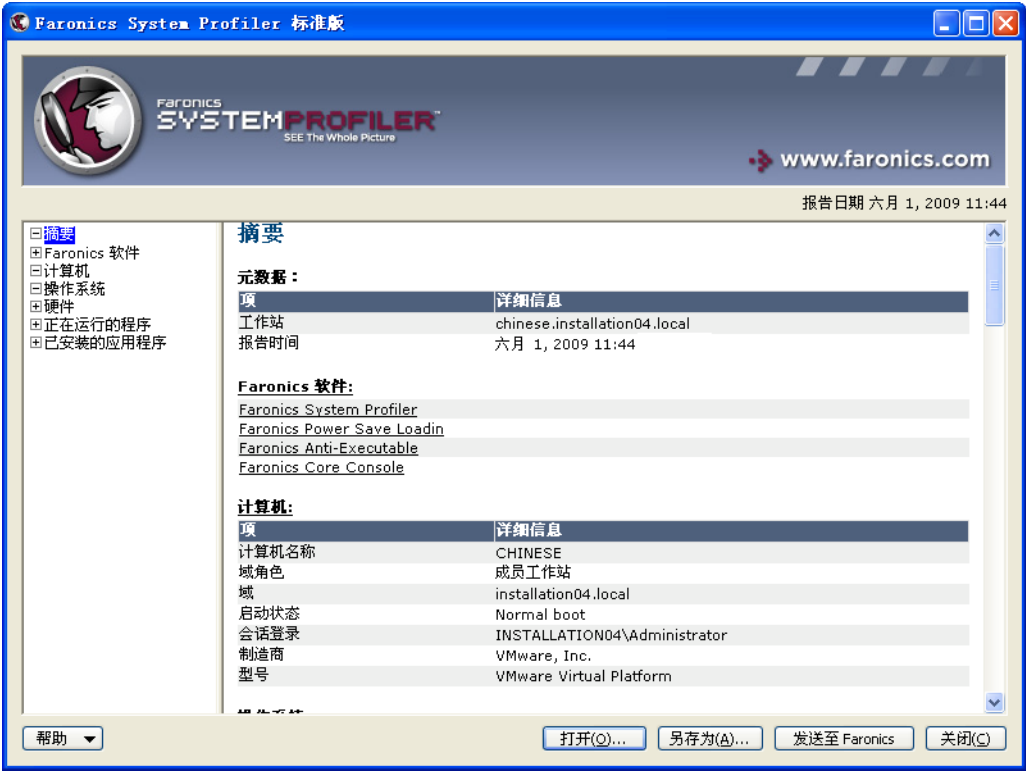 Faronics System Profiler 标准版
Faronics
SYSTEMPROFILER™
SEE The Whole Picture
www.faronics.com
报告日期 六月 1, 2009 11:44
摘要
Faronics 软件
计算机
操作系统
硬件
正在运行的程序
已安装的应用程序
摘要
元数据：
项 详细信息
工作站 chinese.installation04.local
报告时间 六月 1, 2009 11:44
Faronics 软件:
Faronics System Profiler
Faronics Power Save Loadin
Faronics Anti-Executable
Faronics Core Console
计算机:
项 详细信息
计算机名称 CHINESE
域角色 成员工作站
域 installation04.local
启动状态 Normal boot
会话登录 INSTALLATION04\Administrator
制造商 VMware, Inc.
型号 VMware Virtual Platform
帮助 打开(O)... 另存为(A)... 发送至 Faronics 关闭(C)